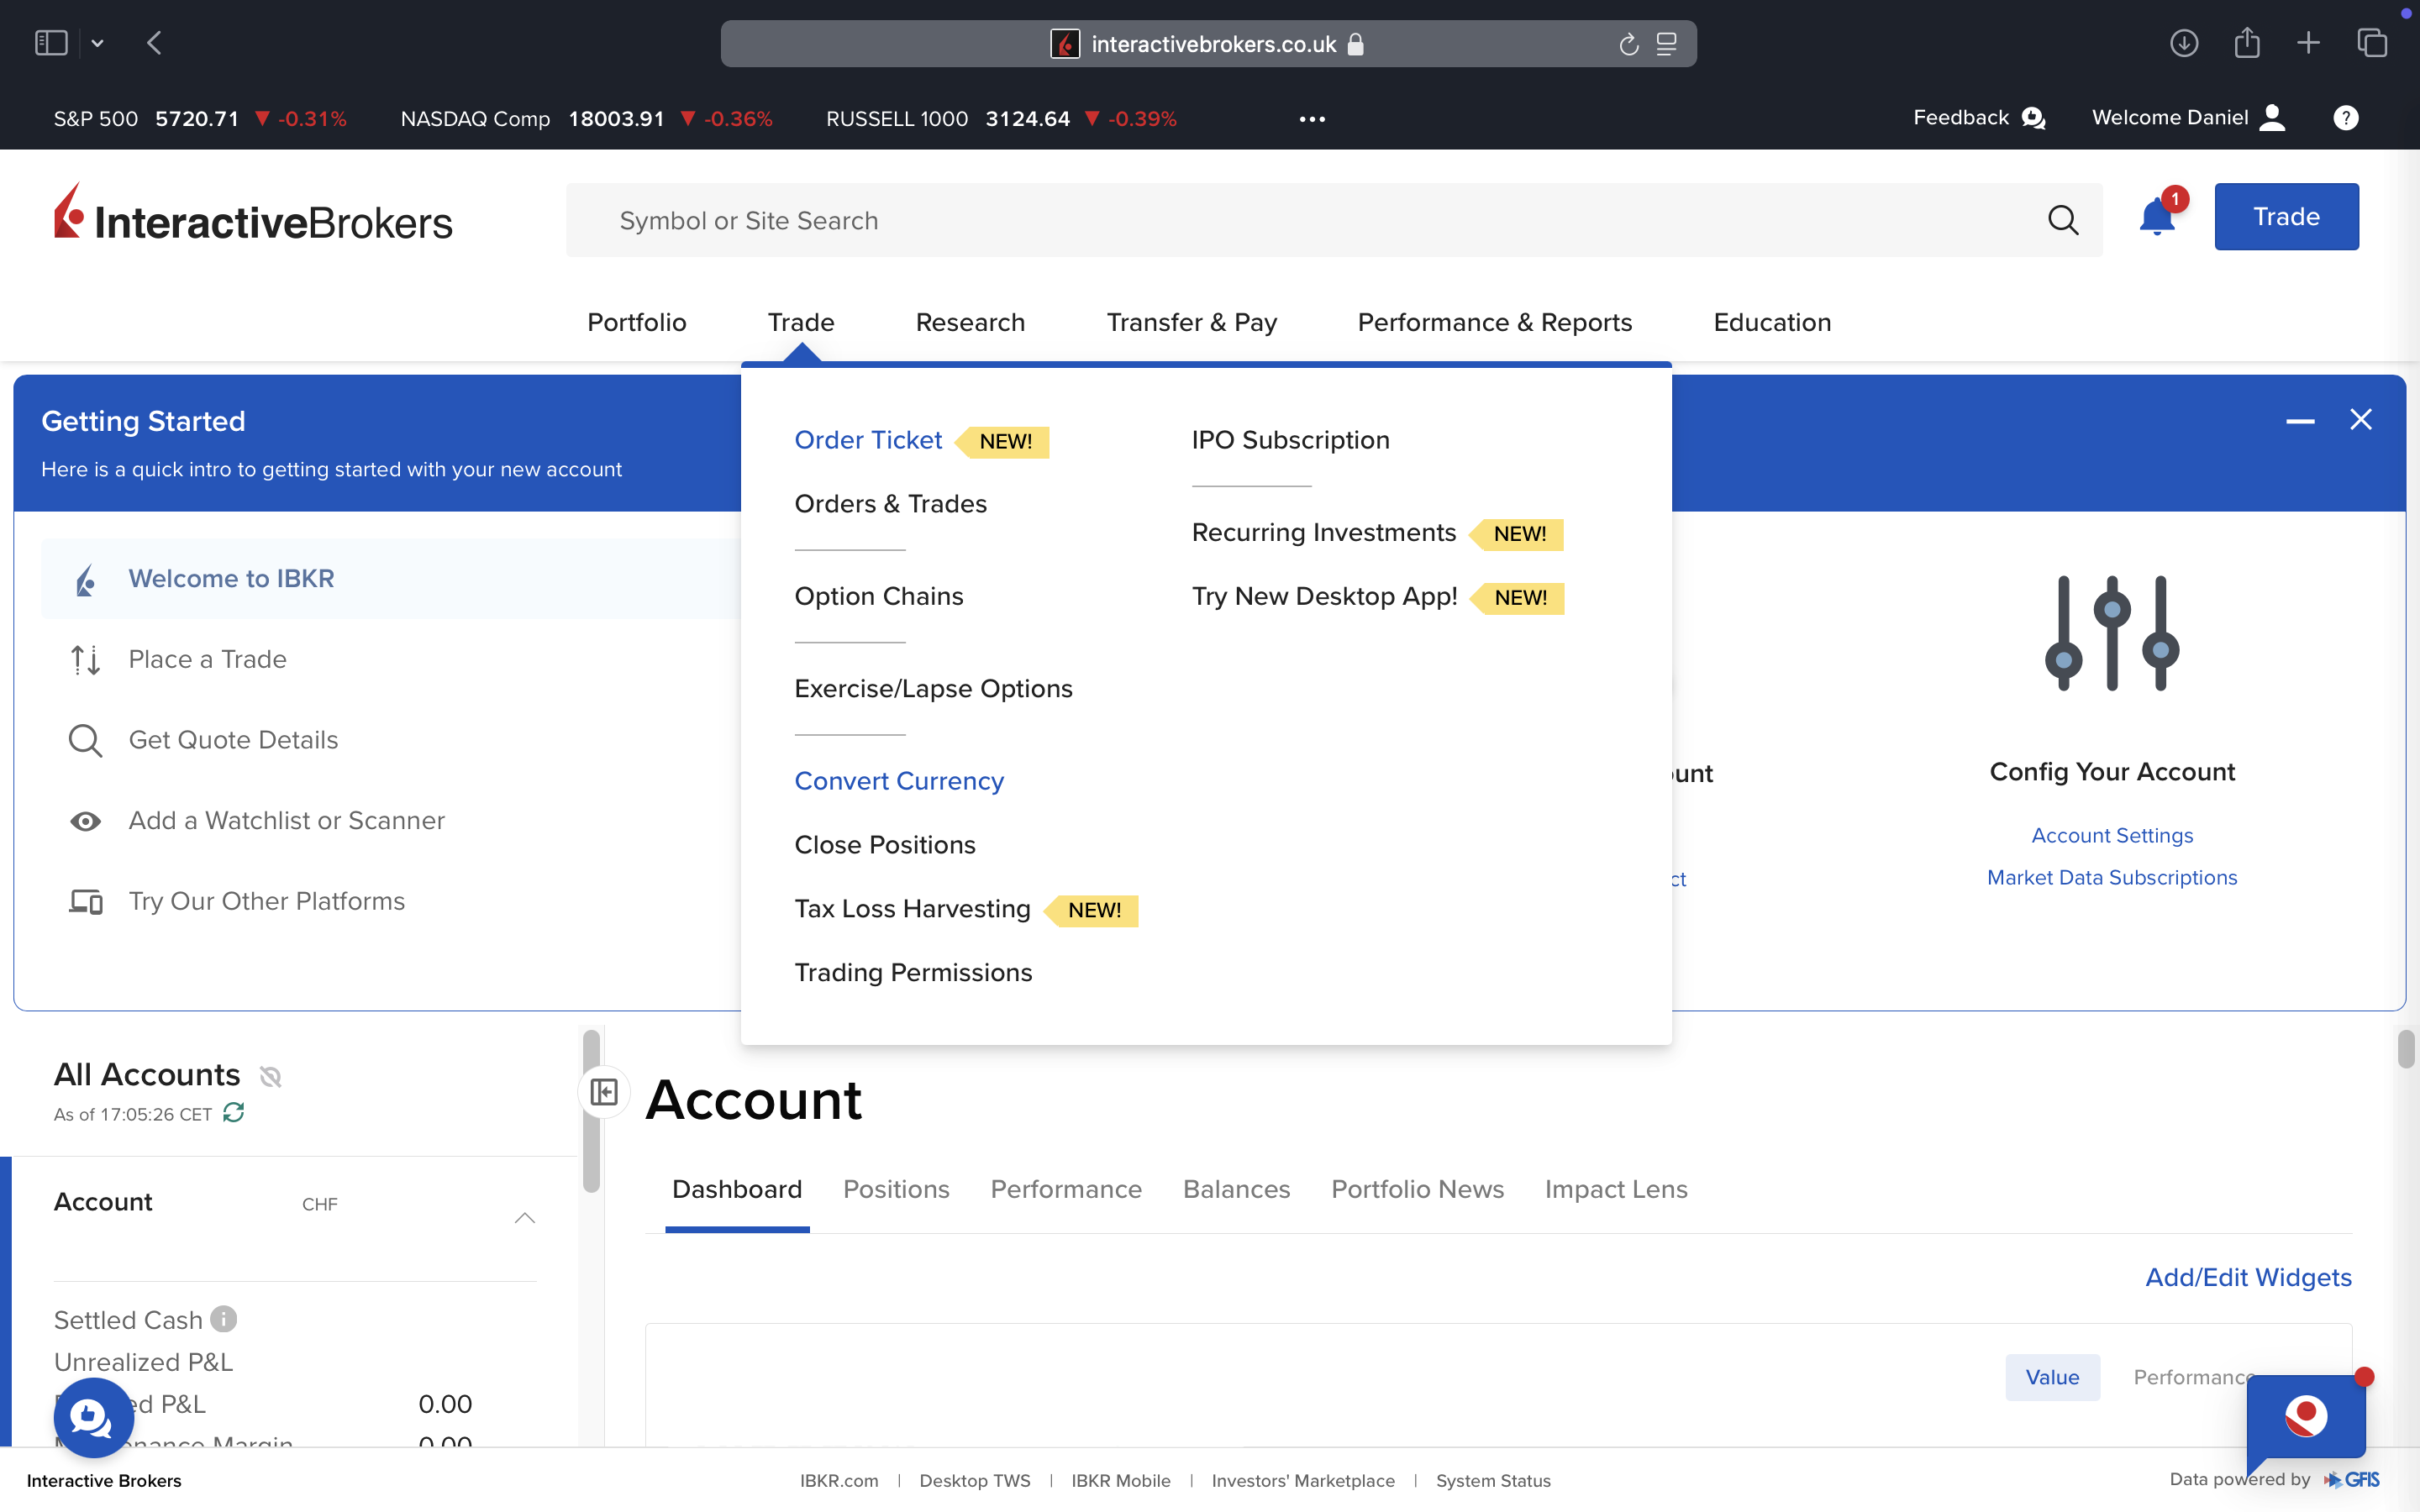 interactivebrokers.co.uk
S&P 500 5720.71 ▼ -0.31% NASDAQ Comp 18003.91 ▼ -0.36% RUSSELL 1000 3124.64 ▼ -0.39% ••• Feedback Welcome Daniel ?
InteractiveBrokers
Symbol or Site Search
1
Trade
Portfolio Trade Research Transfer & Pay Performance & Reports Education
Getting Started
Here is a quick intro to getting started with your new account
Welcome to IBKR
Place a Trade
Get Quote Details
Add a Watchlist or Scanner
Try Our Other Platforms
Order Ticket NEW!
Orders & Trades
Option Chains
Exercise/Lapse Options
Convert Currency
Close Positions
Tax Loss Harvesting NEW!
Trading Permissions
IPO Subscription
Recurring Investments NEW!
Try New Desktop App! NEW!
Config Your Account
Account Settings
Market Data Subscriptions
All Accounts
As of 17:05:26 CET
Account CHF
Settled Cash i
Unrealized P&L
P&L 0.00
Margin 0.00
Account
Dashboard Positions Performance Balances Portfolio News Impact Lens
Add/Edit Widgets
Value Performance
Interactive Brokers
IBKR.com | Desktop TWS | IBKR Mobile | Investors' Marketplace | System Status
Data powered by GFIS